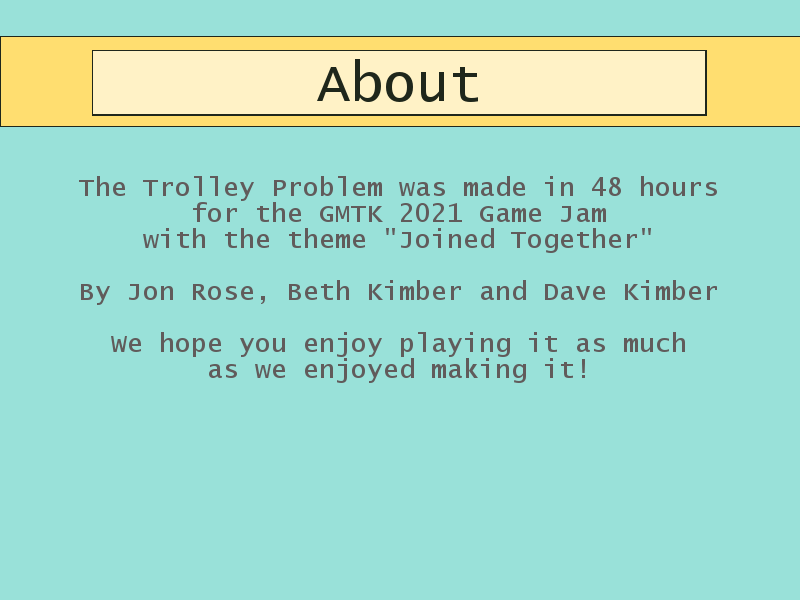 About
The Trolley Problem was made in 48 hours
for the GMTK 2021 Game Jam
with the theme "Joined Together"
By Jon Rose, Beth Kimber and Dave Kimber
We hope you enjoy playing it as much
as we enjoyed making it!